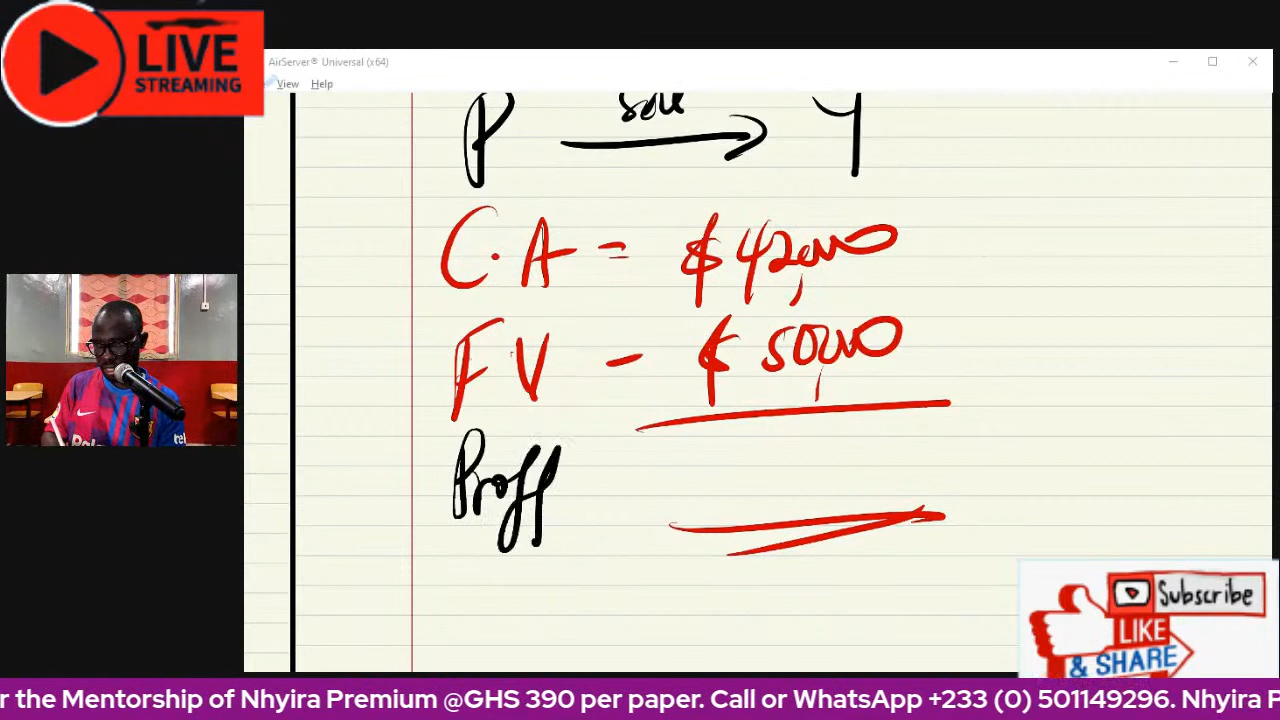 LIVE
STREAMING
AirServer® Universal (x64)
View Help
P sold Y
C.A = $42,000
FV - $50,000
Proff
Subscribe
LIKE
& SHARE
r the Mentorship of Nhyira Premium @GHS 390 per paper. Call or WhatsApp +233 (0) 501149296. Nhyira P